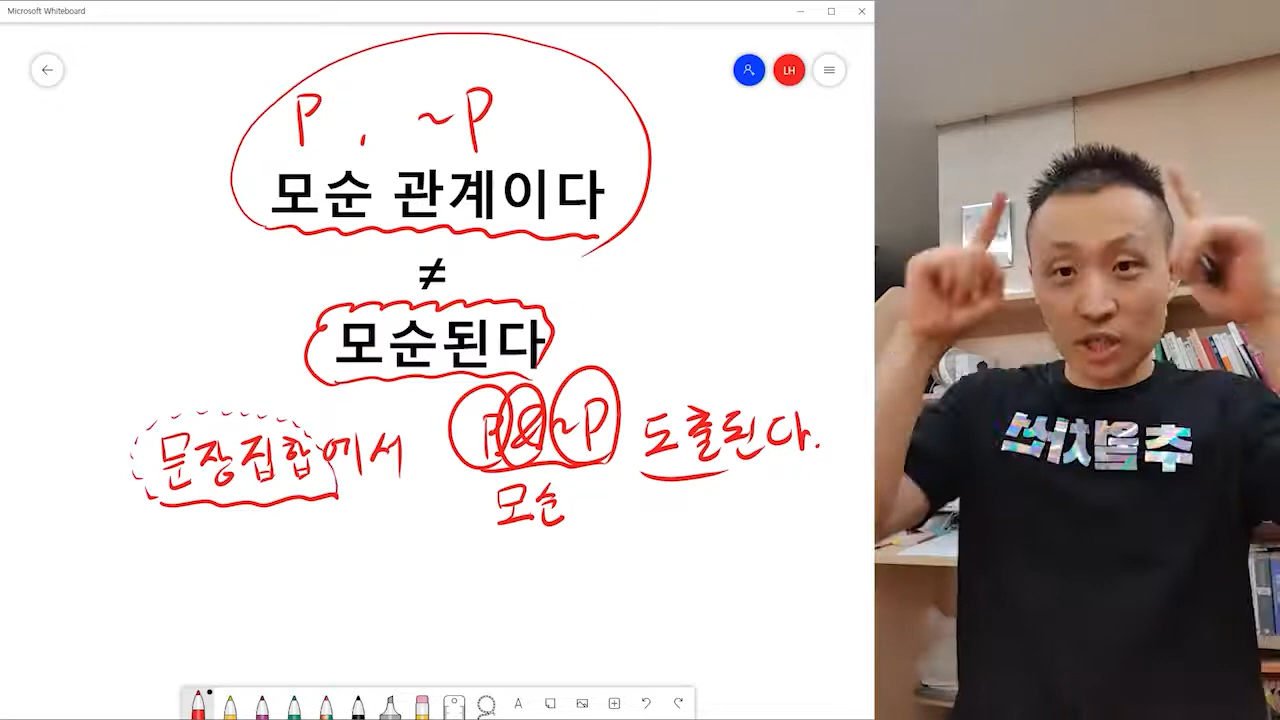 Microsoft Whiteboard
LH
P , ~P
모순 관계이다
≠
모순된다
문장집합에서 P&~P 도출된다.
모순
A